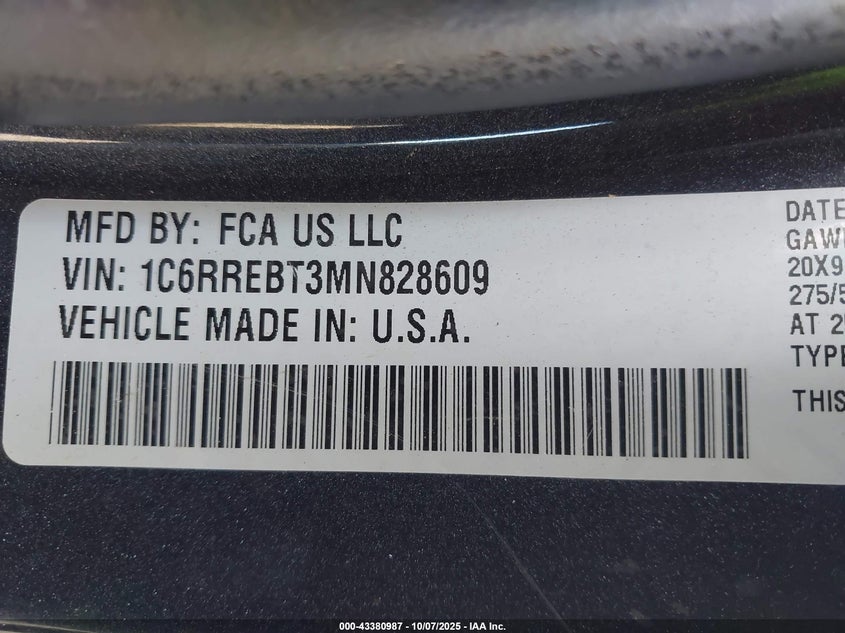 MFD BY: FCA US LLC
VIN: 1C6RREBT3MN828609
VEHICLE MADE IN: U.S.A.
DATE
GAW
20X9
275/5
AT 2
TYPE
THIS
000-43380987 - 10/07/2025 - IAA Inc.